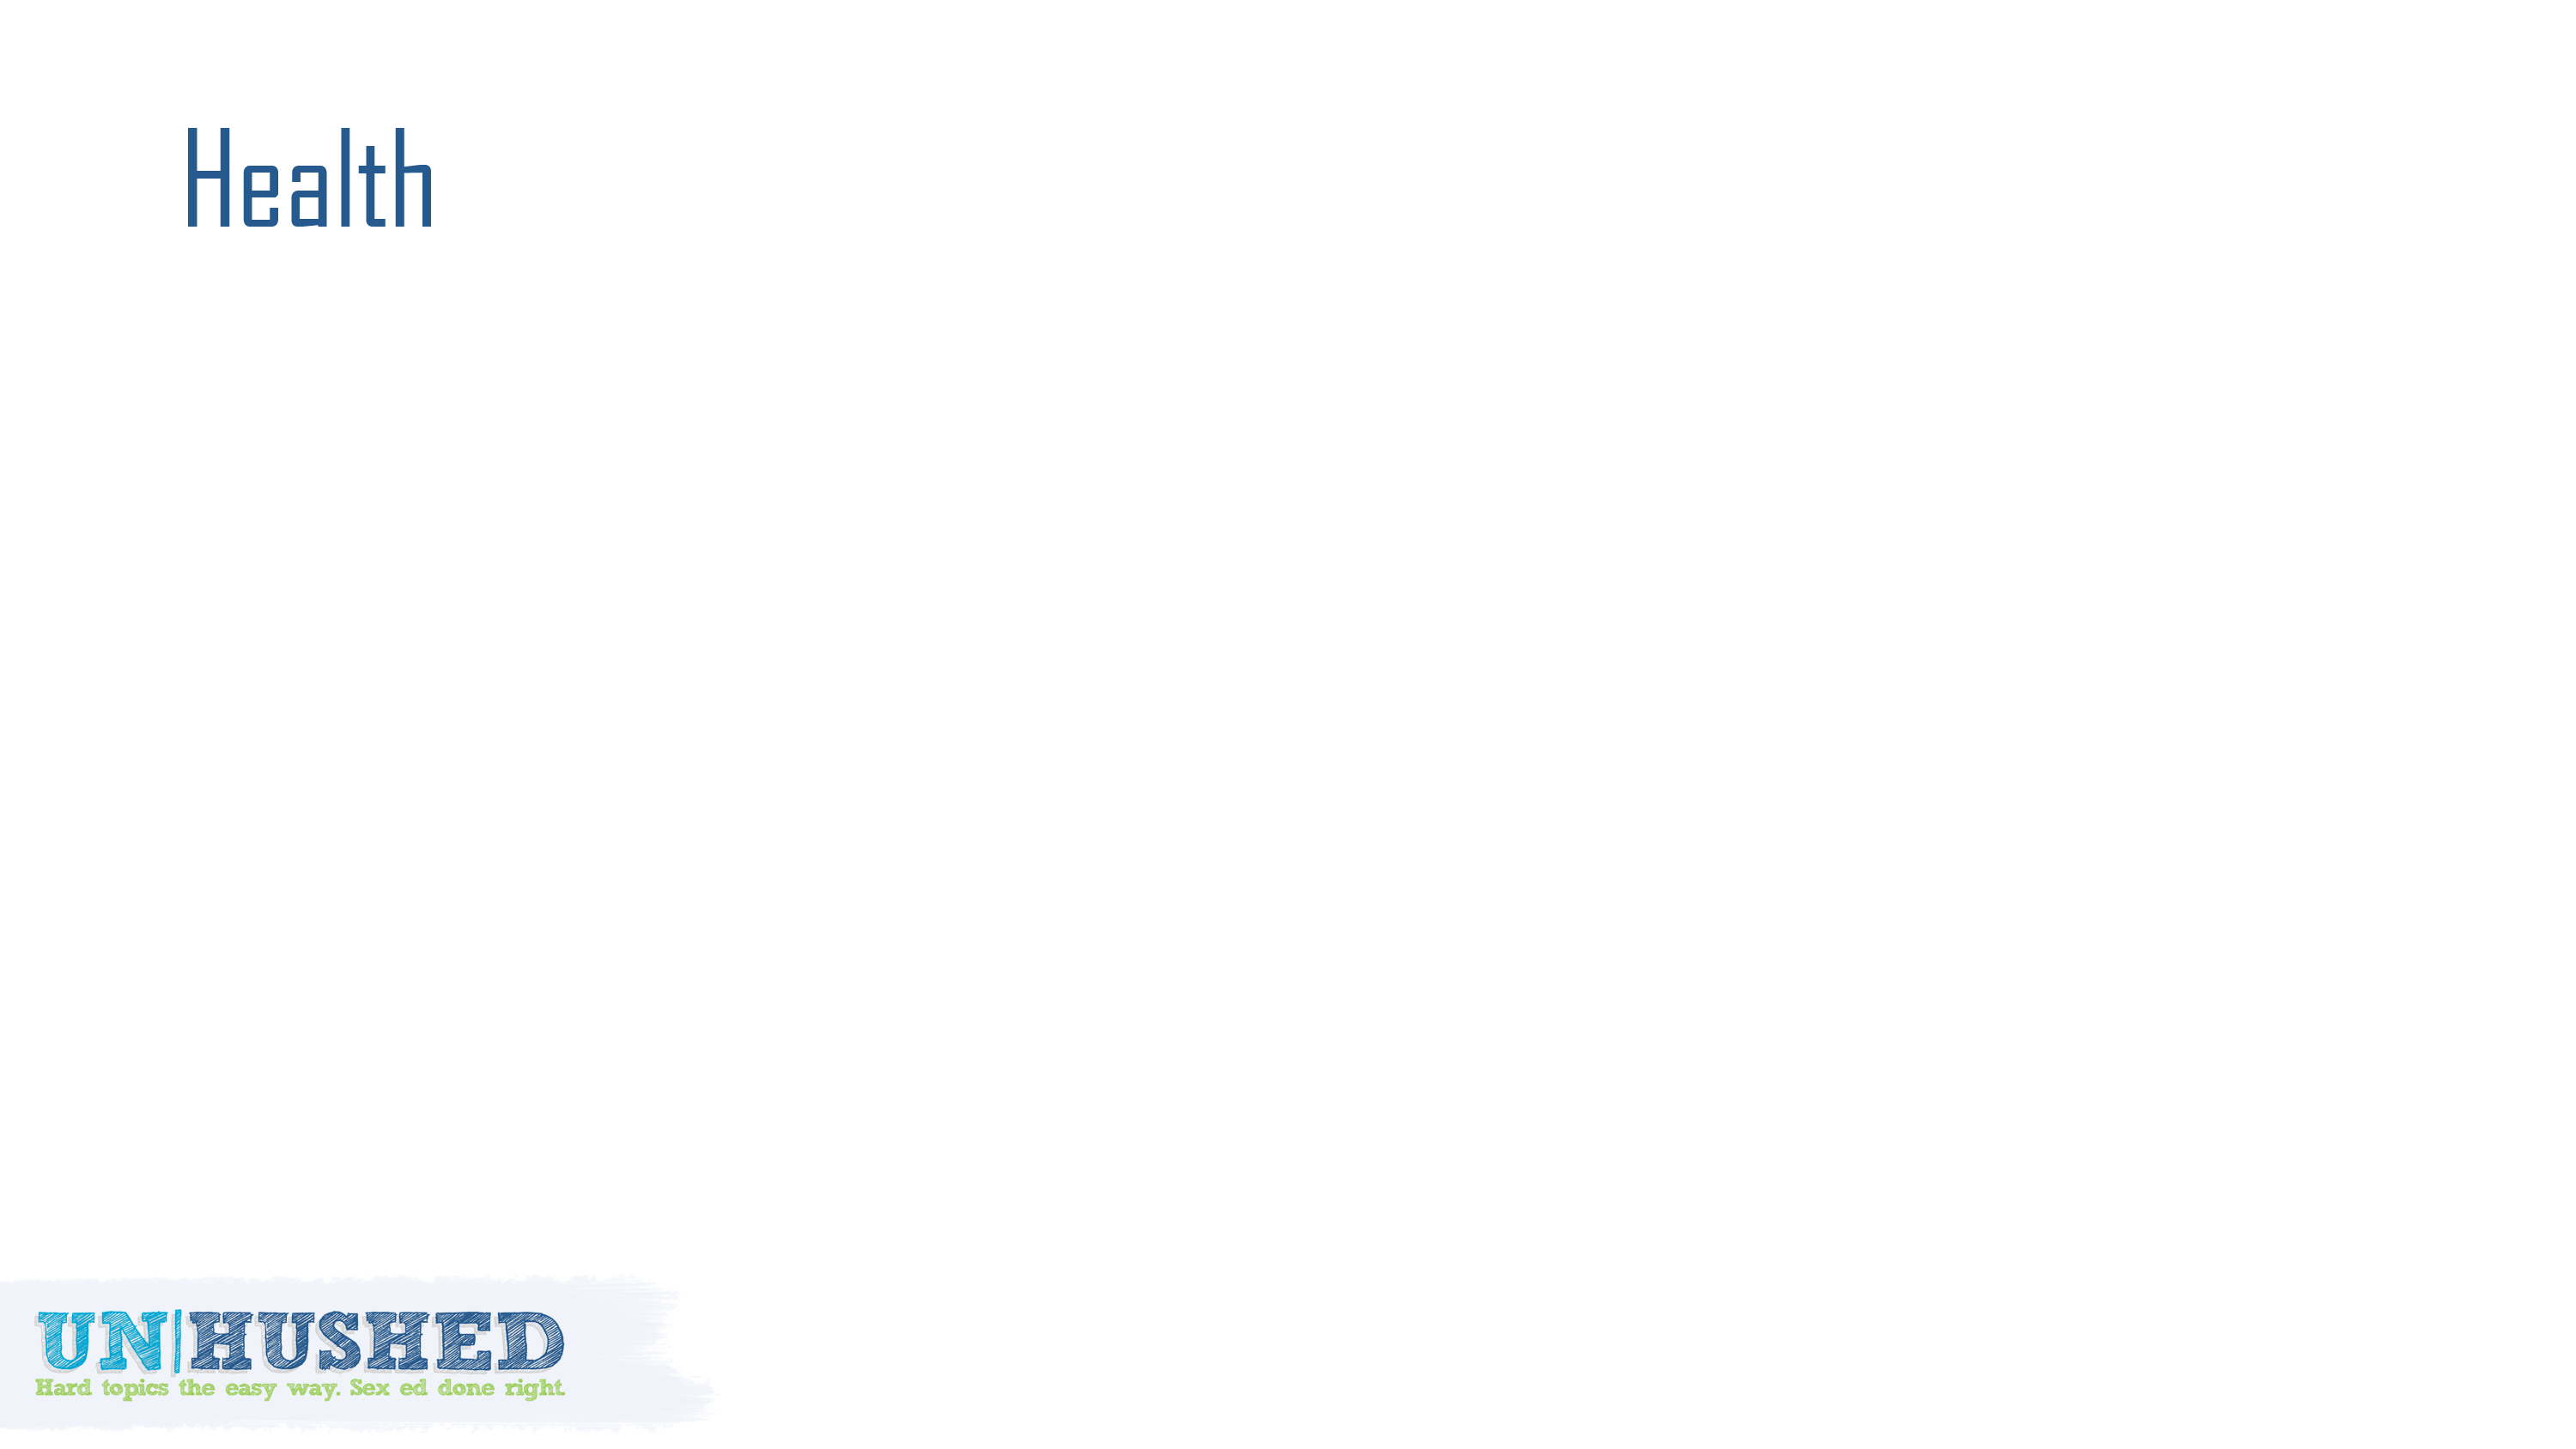 Health
UN|HUSHED
Hard topics the easy way. Sex ed done right.